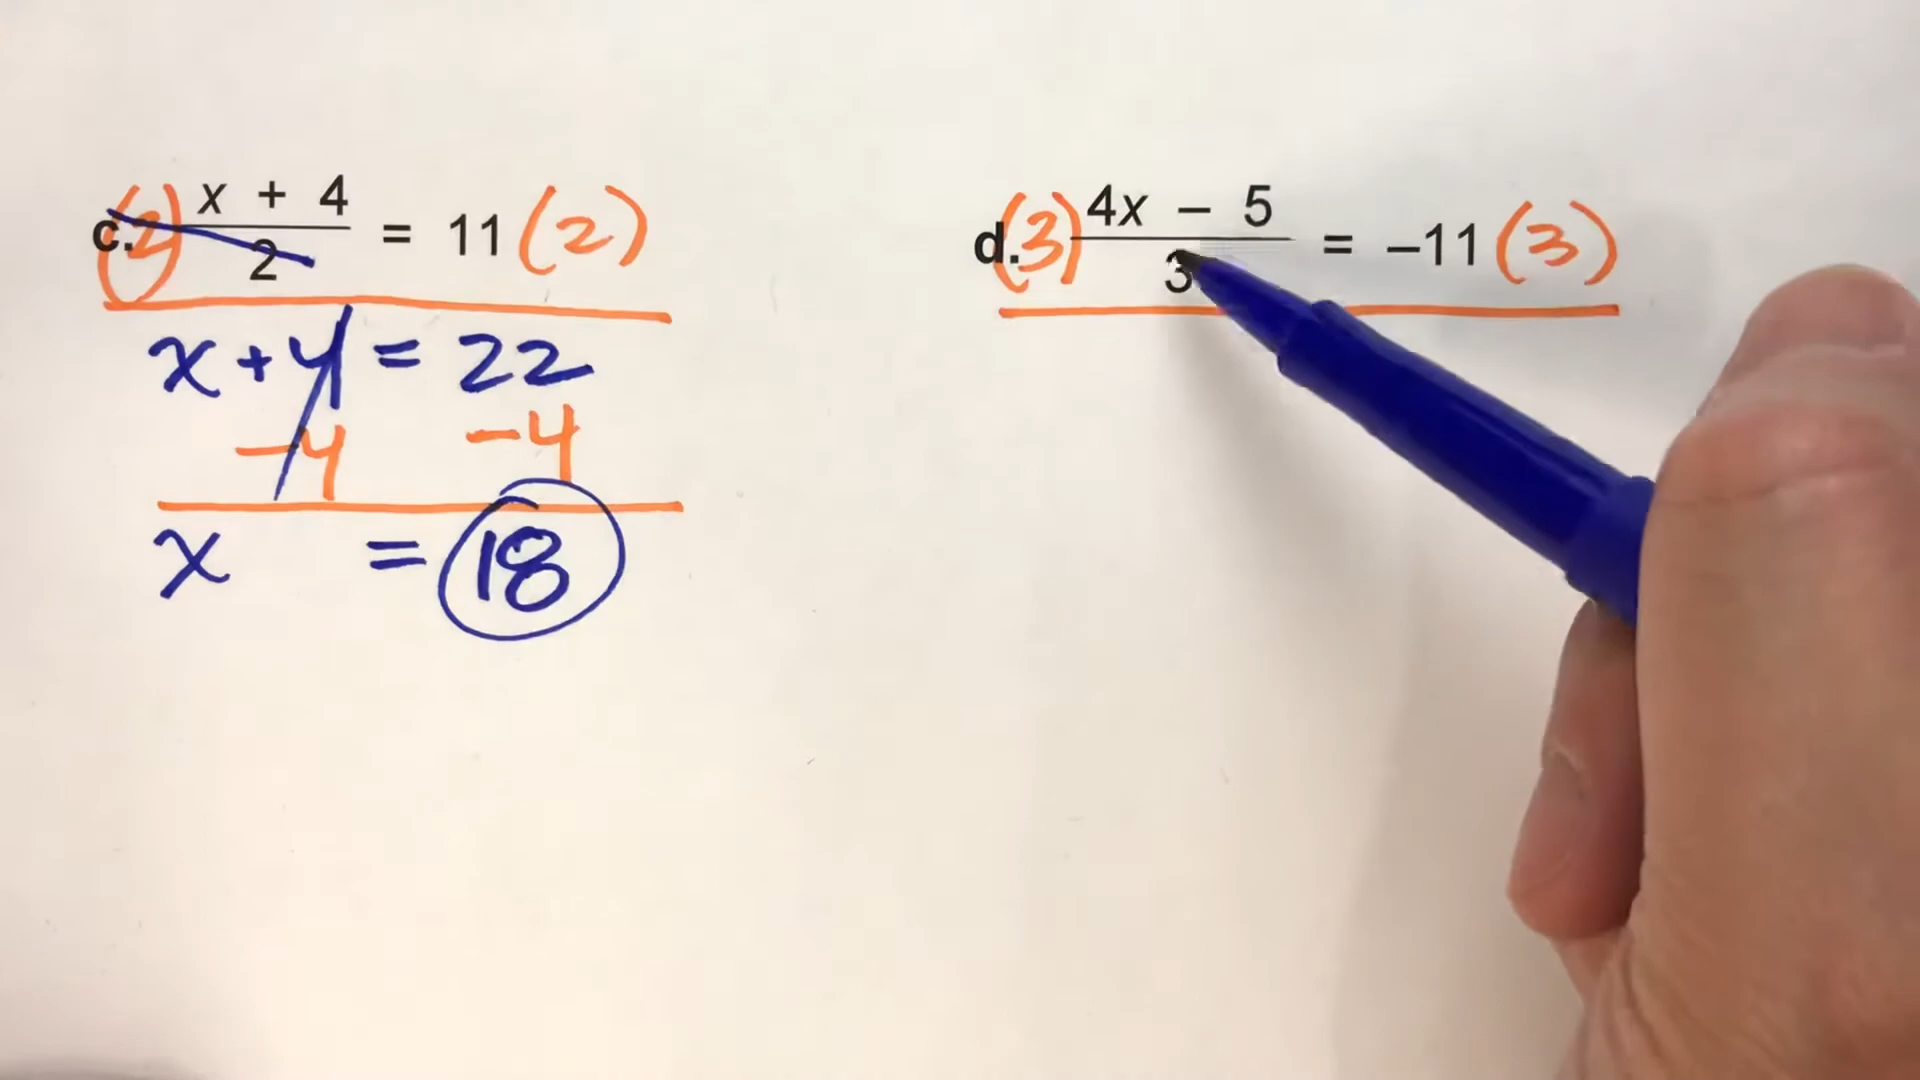 c. (2) x + 4 / 2 = 11 (2)
x + 4 = 22
-4 -4
x = 18
d. (3) 4x – 5 / 3 = –11 (3)